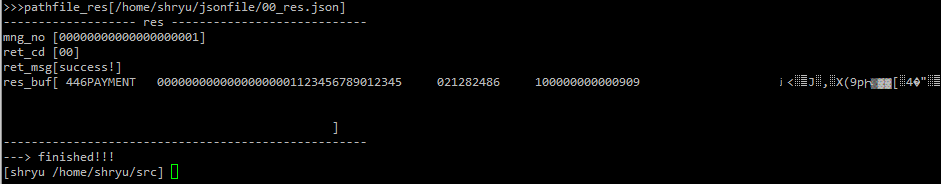 >>>pathfile_res[/home/shryu/jsonfile/00_res.json]
------------------- res ----------------------------
mng_no [00000000000000000001]
ret_cd [00]
ret_msg[success!]
res_buf[ 446PAYMENT   00000000000000000001123456789012345     021282486     100000000000909
]
----------------------------------------------------
---> finished!!!
[shryu /home/shryu/src]